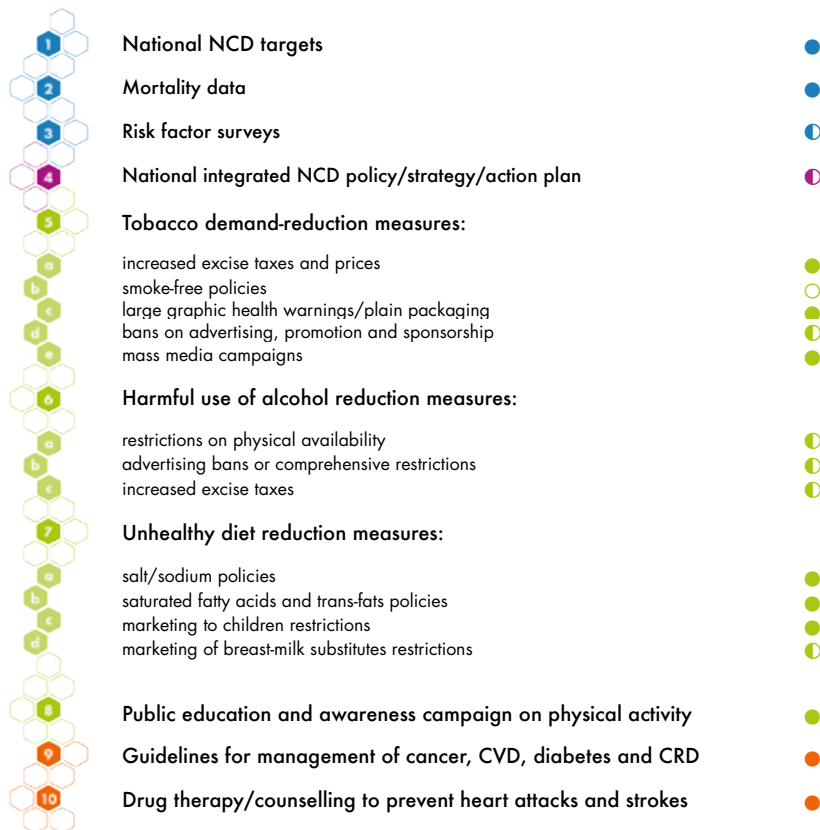 1 National NCD targets
2 Mortality data
3 Risk factor surveys
4 National integrated NCD policy/strategy/action plan
5 Tobacco demand-reduction measures:
a increased excise taxes and prices
b smoke-free policies
c large graphic health warnings/plain packaging
d bans on advertising, promotion and sponsorship
e mass media campaigns
6 Harmful use of alcohol reduction measures:
a restrictions on physical availability
b advertising bans or comprehensive restrictions
c increased excise taxes
7 Unhealthy diet reduction measures:
a salt/sodium policies
b saturated fatty acids and trans-fats policies
c marketing to children restrictions
d marketing of breast-milk substitutes restrictions
8 Public education and awareness campaign on physical activity
9 Guidelines for management of cancer, CVD, diabetes and CRD
10 Drug therapy/counselling to prevent heart attacks and strokes